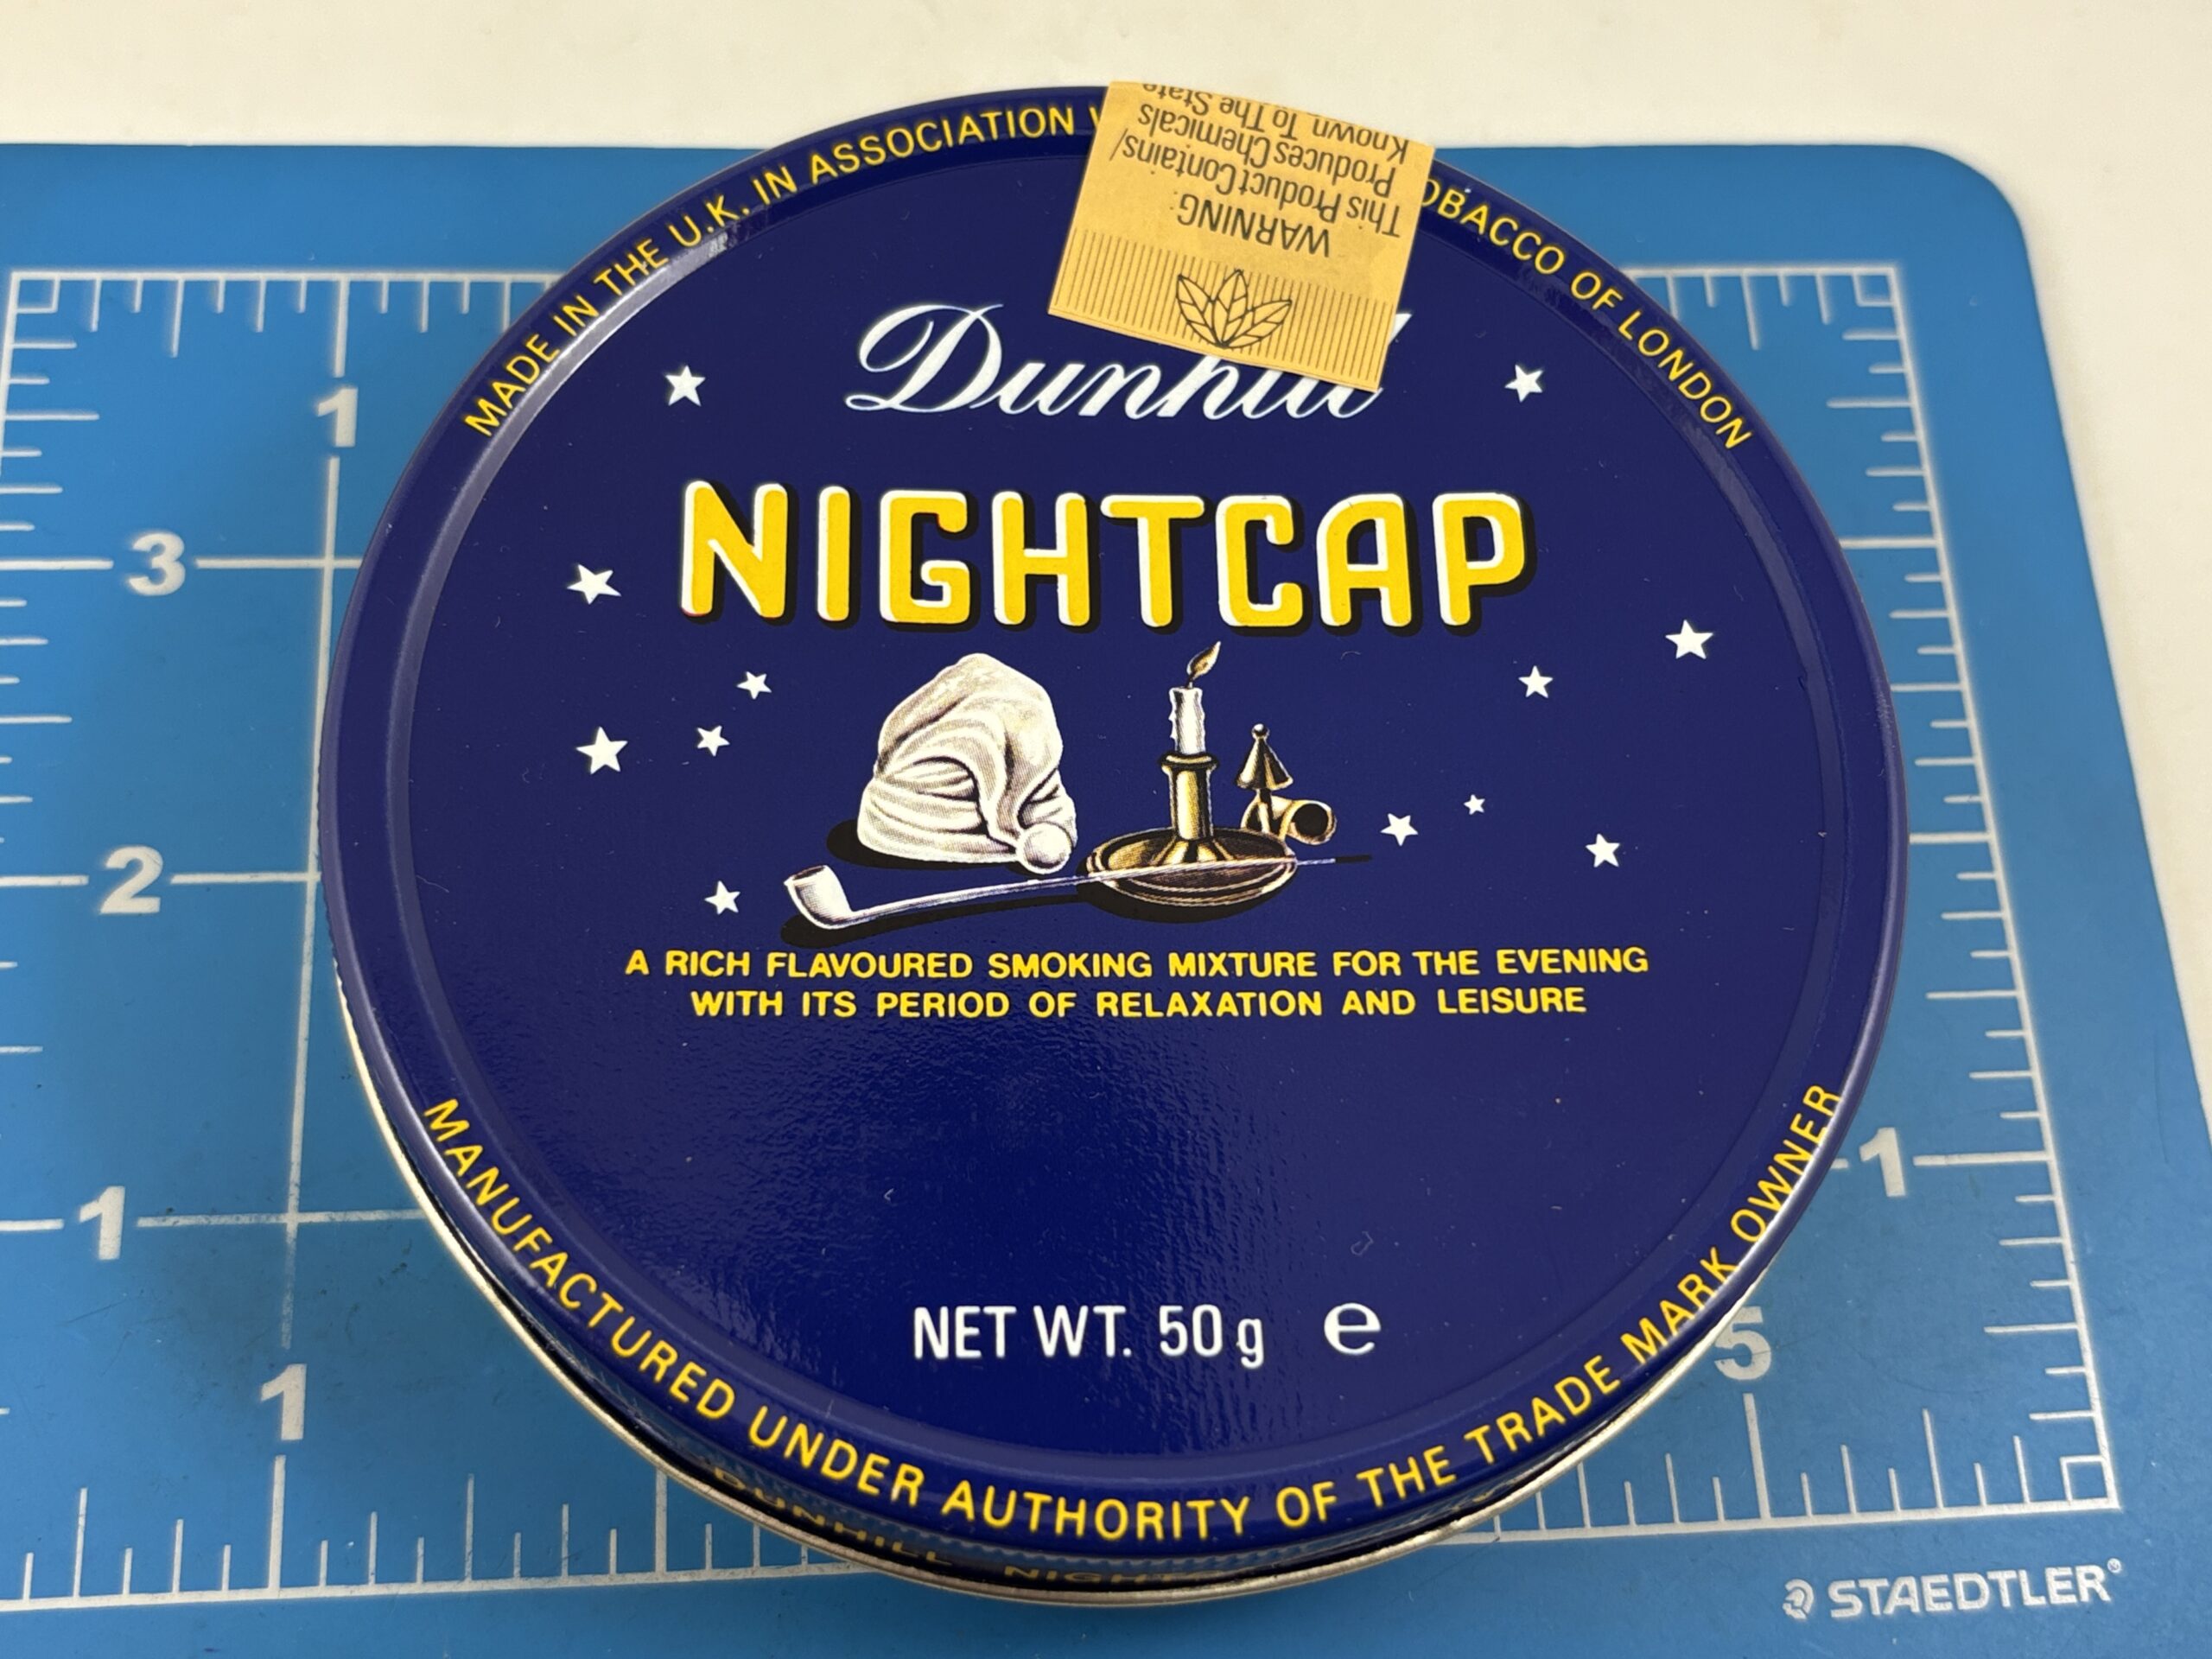 MADE IN THE U.K. IN ASSOCIATION
OBACCO OF LONDON
WARNING:
This Product Contains/
Produces Chemicals
Known To The State
Dunhill
NIGHTCAP
A RICH FLAVOURED SMOKING MIXTURE FOR THE EVENING
WITH ITS PERIOD OF RELAXATION AND LEISURE
NET WT. 50g e
MANUFACTURED UNDER AUTHORITY OF THE TRADE MARK OWNER
DUNHILL NIGHTCAP
1
3
2
1
1
1
5
STAEDTLER®